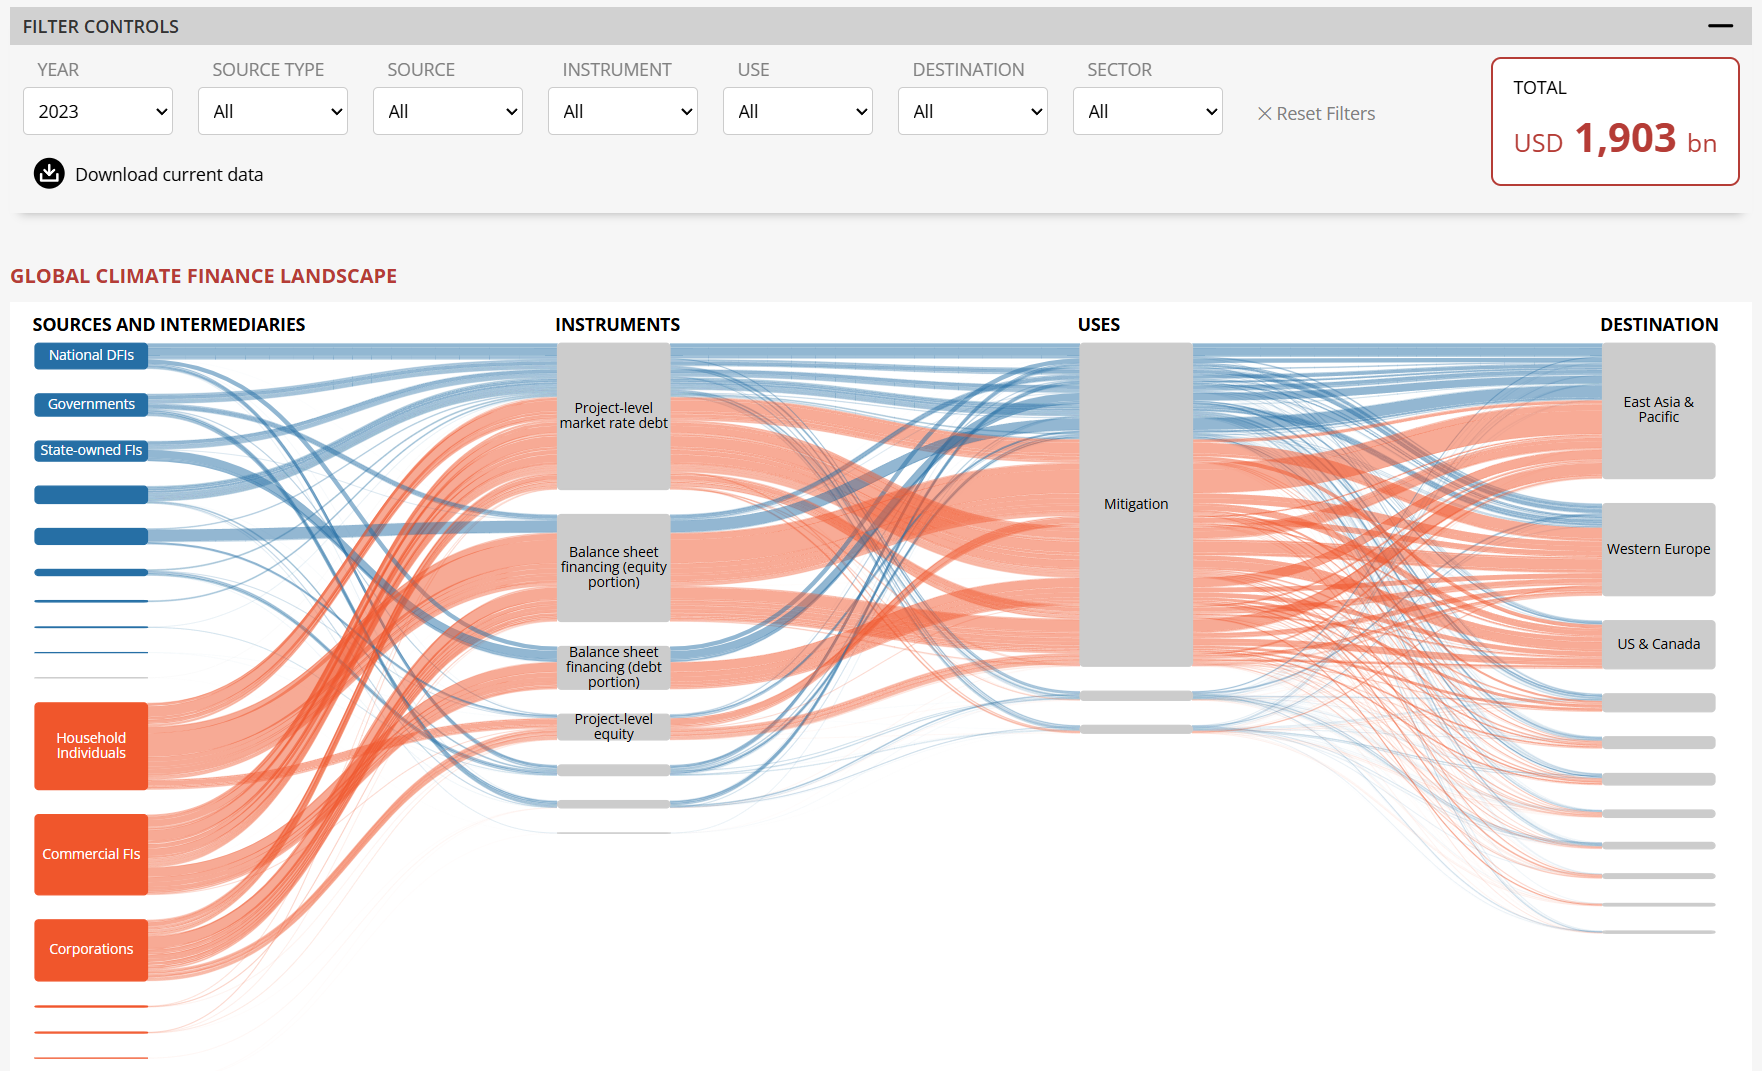 FILTER CONTROLS
YEAR
SOURCE TYPE
SOURCE
INSTRUMENT
USE
DESTINATION
SECTOR
2023
All
All
All
All
All
All
Reset Filters
TOTAL
USD 1,903 bn
Download current data
GLOBAL CLIMATE FINANCE LANDSCAPE
SOURCES AND INTERMEDIARIES
INSTRUMENTS
USES
DESTINATION
National DFIs
Governments
State-owned FIs
Household
Individuals
Commercial FIs
Corporations
Project-level
market rate debt
Balance sheet
financing (equity
portion)
Balance sheet
financing (debt
portion)
Project-level
equity
Mitigation
East Asia &
Pacific
Western Europe
US & Canada